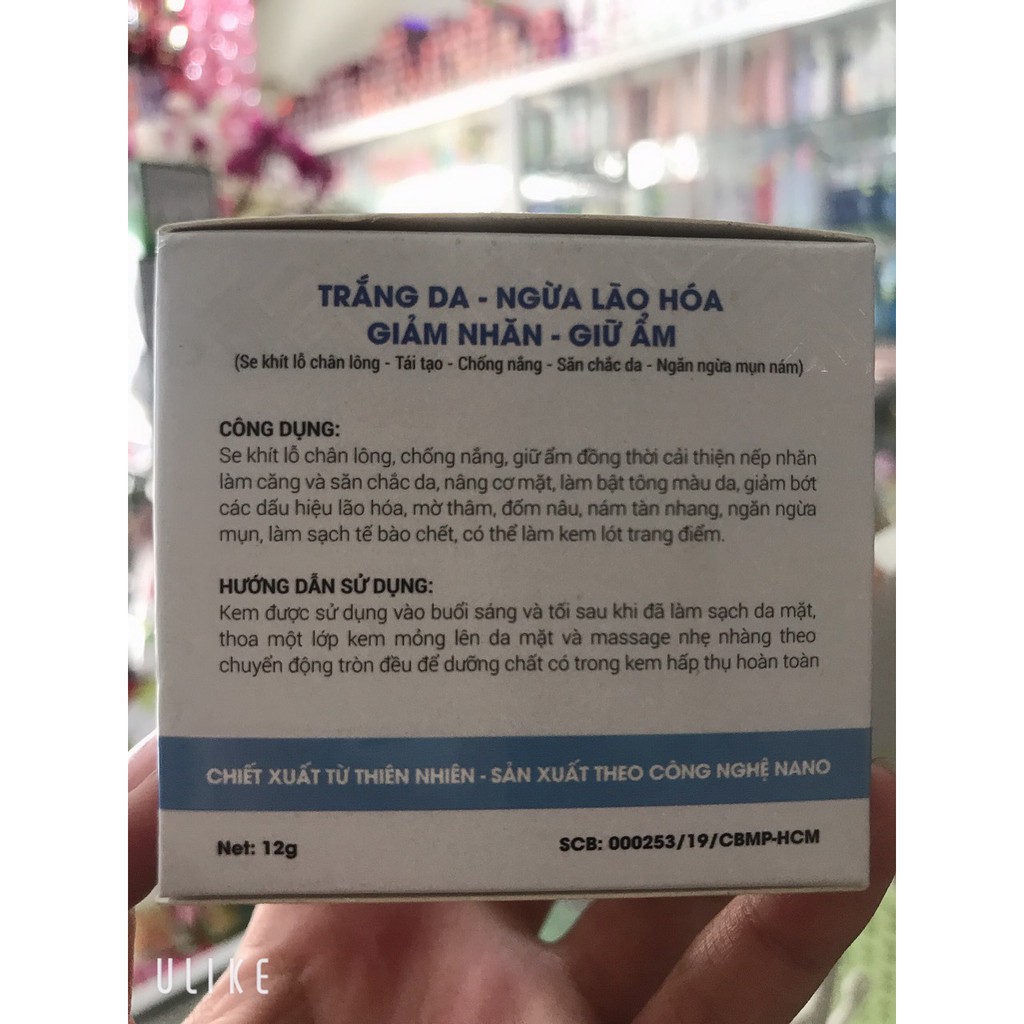 TRẮNG DA - NGỪA LÃO HÓA
GIẢM NHĂN - GIỮ ẨM
(Se khít lỗ chân lông - Tái tạo - Chống nắng - Săn chắc da - Ngăn ngừa mụn nám)
CÔNG DỤNG:
Se khít lỗ chân lông, chống nắng, giữ ẩm đồng thời cải thiện nếp nhăn
làm căng và săn chắc da, nâng cơ mặt, làm bật tông màu da, giảm bớt
các dấu hiệu lão hóa, mờ thâm, đốm nâu, nám tàn nhang, ngăn ngừa
mụn, làm sạch tế bào chết, có thể làm kem lót trang điểm.
HƯỚNG DẪN SỬ DỤNG:
Kem được sử dụng vào buổi sáng và tối sau khi đã làm sạch da mặt,
thoa một lớp kem mỏng lên da mặt và massage nhẹ nhàng theo
chuyển động tròn đều để dưỡng chất có trong kem hấp thụ hoàn toàn
CHIẾT XUẤT TỪ THIÊN NHIÊN - SẢN XUẤT THEO CÔNG NGHỆ NANO
Net: 12g
SCB: 000253/19/CBMP-HCM
ULIKE